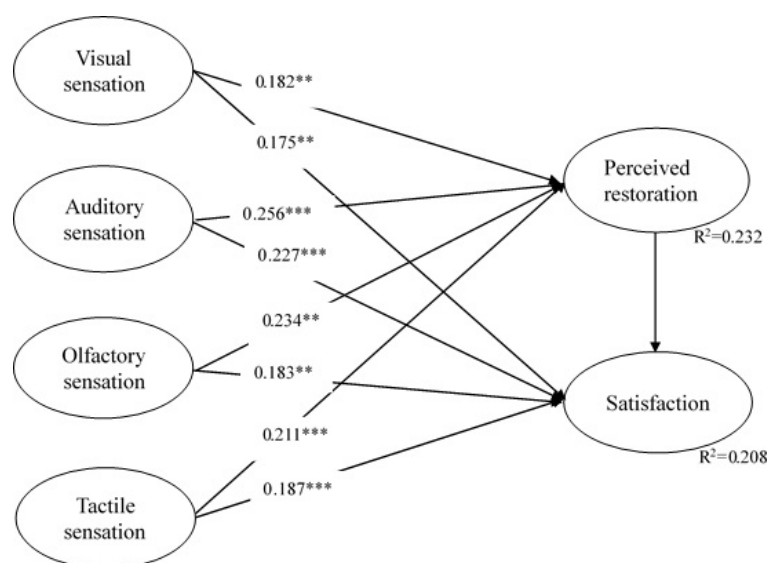 Visual
sensation
0.182**
0.175**
Auditory
sensation
0.256***
0.227***
Olfactory
sensation
0.234**
0.183**
Tactile
sensation
0.211***
0.187***
Perceived
restoration
R²=0.232
Satisfaction
R²=0.208